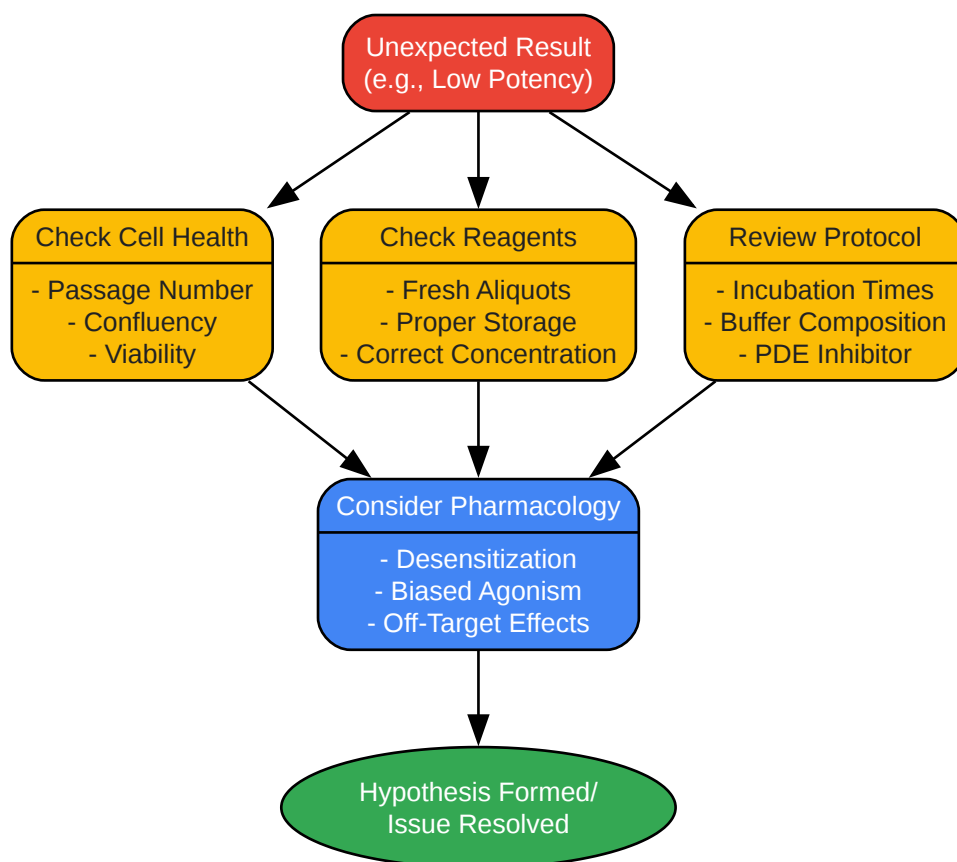 Unexpected Result
(e.g., Low Potency)
Check Cell Health
- Passage Number
- Confluency
- Viability
Check Reagents
- Fresh Aliquots
- Proper Storage
- Correct Concentration
Review Protocol
- Incubation Times
- Buffer Composition
- PDE Inhibitor
Consider Pharmacology
- Desensitization
- Biased Agonism
- Off-Target Effects
Hypothesis Formed/
Issue Resolved